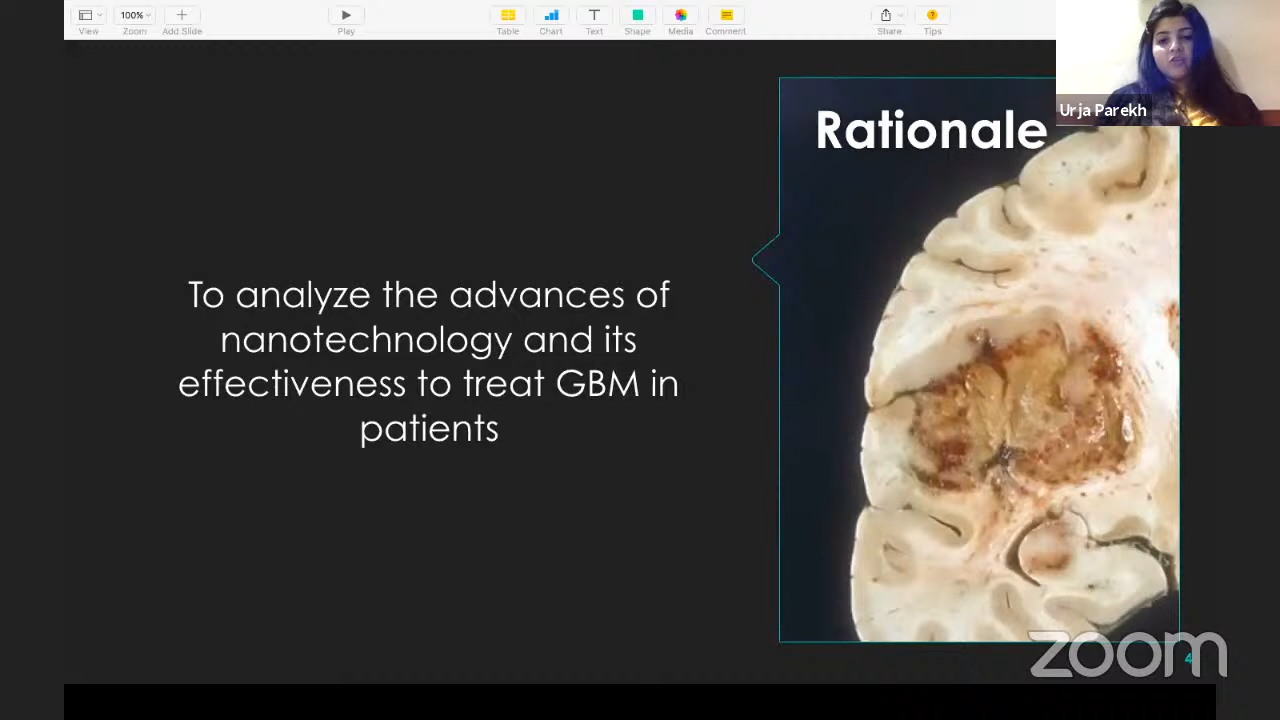 View
100%
Zoom
Add Slide
Play
Table
Chart
T
Text
Shape
Media
Comment
Share
?
Tips
Urja Parekh
Rationale
To analyze the advances of
nanotechnology and its
effectiveness to treat GBM in
patients
zoom
4